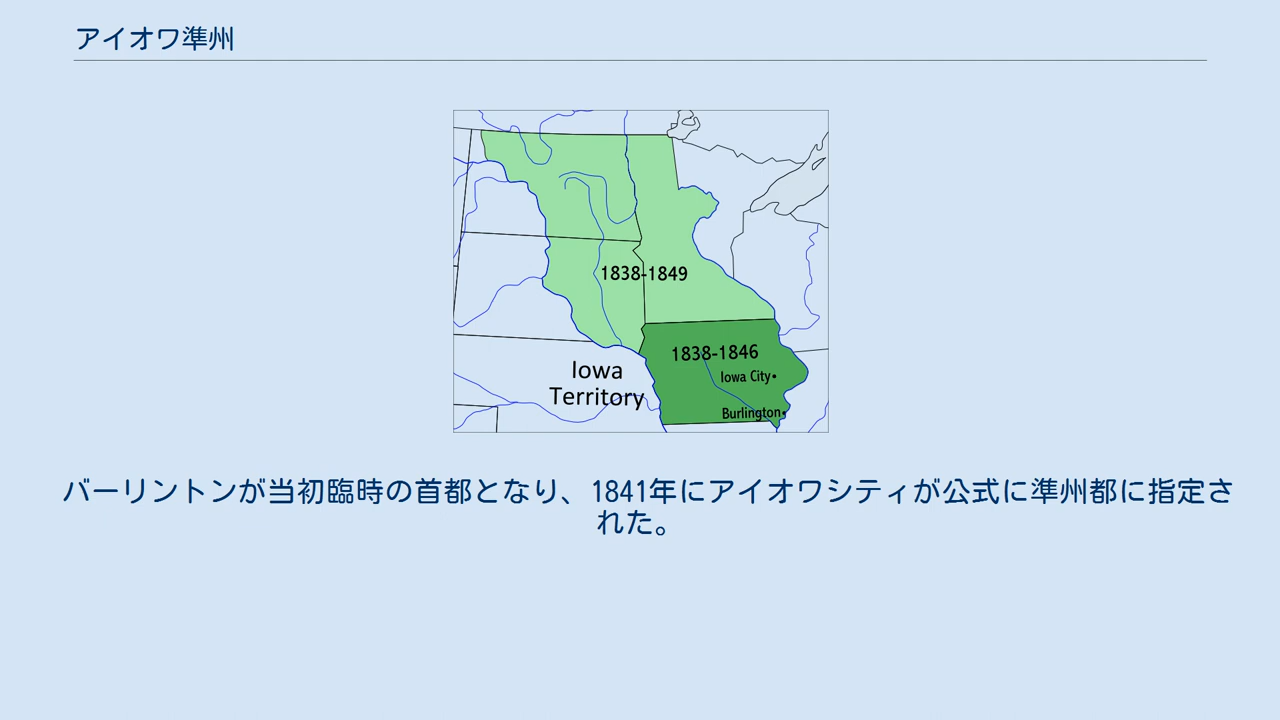 アイオワ準州
1838-1849
1838-1846
Iowa City
Iowa
Territory
Burlington
バーリントンが当初臨時の首都となり、1841年にアイオワシティが公式に準州都に指定さ
れた。